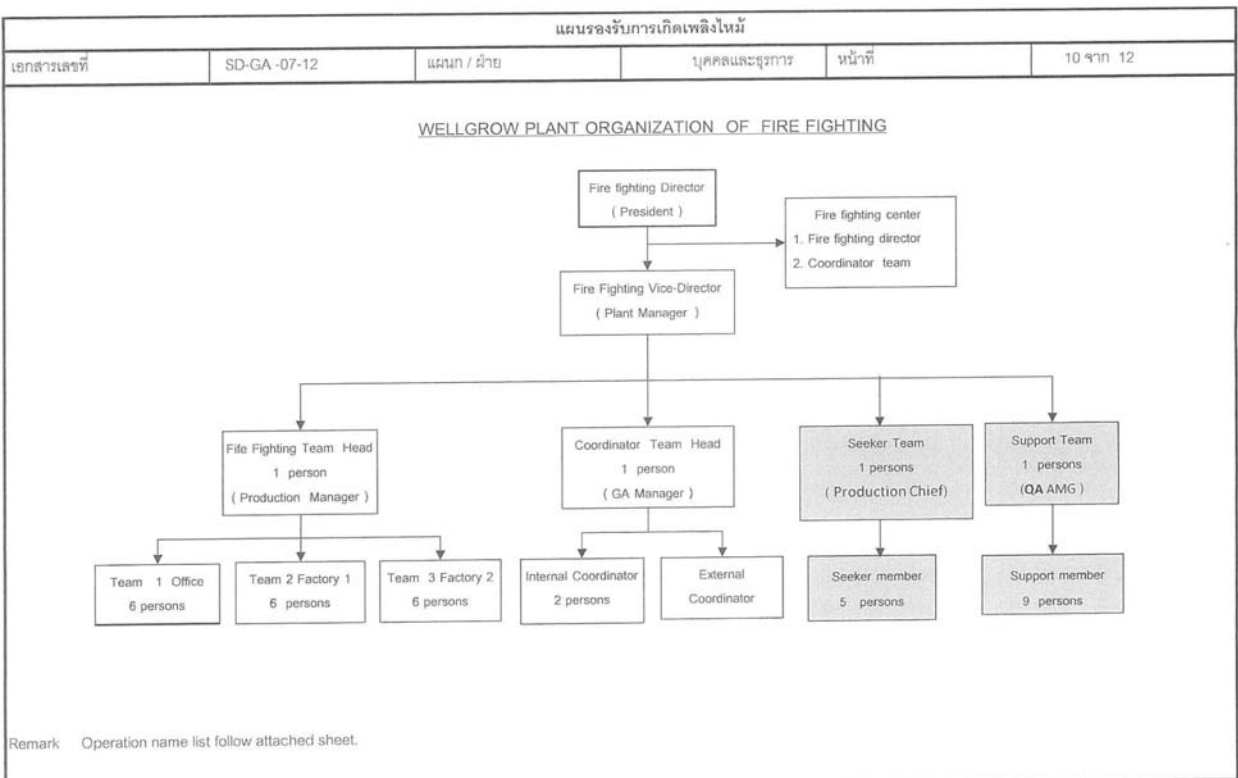 แผนรองรับการเกิดเพลิงไหม้
เอกสารเลขที่ SD-GA -07-12 แผนก / ฝ่าย บุคคลและธุรการ หน้าที่ 10 จาก 12
WELLGROW PLANT ORGANIZATION OF FIRE FIGHTING
Fire fighting Director
( President )
Fire fighting center
1. Fire fighting director
2. Coordinator team
Fire Fighting Vice-Director
( Plant Manager )
Fife Fighting Team Head
1 person
( Production Manager )
Coordinator Team Head
1 person
( GA Manager )
Seeker Team
1 persons
( Production Chief)
Support Team
1 persons
(QA AMG )
Team 1 Office
6 persons
Team 2 Factory 1
6 persons
Team 3 Factory 2
6 persons
Internal Coordinator
2 persons
External
Coordinator
Seeker member
5 persons
Support member
9 persons
Remark Operation name list follow attached sheet.